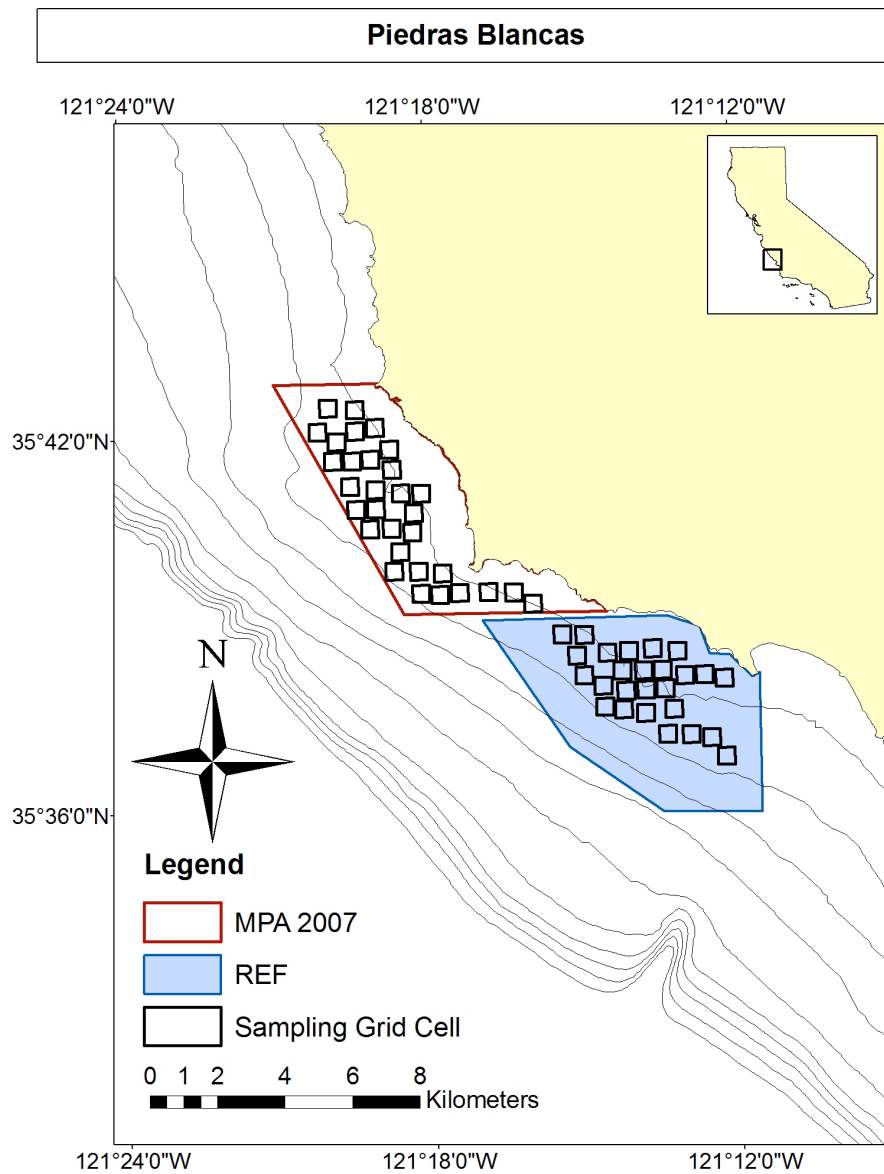 Piedras Blancas
121°24'0"W 121°18'0"W 121°12'0"W
35°42'0"N
N
35°36'0"N
Legend
MPA 2007
REF
Sampling Grid Cell
0 1 2 4 6 8
Kilometers
121°24'0"W 121°18'0"W 121°12'0"W